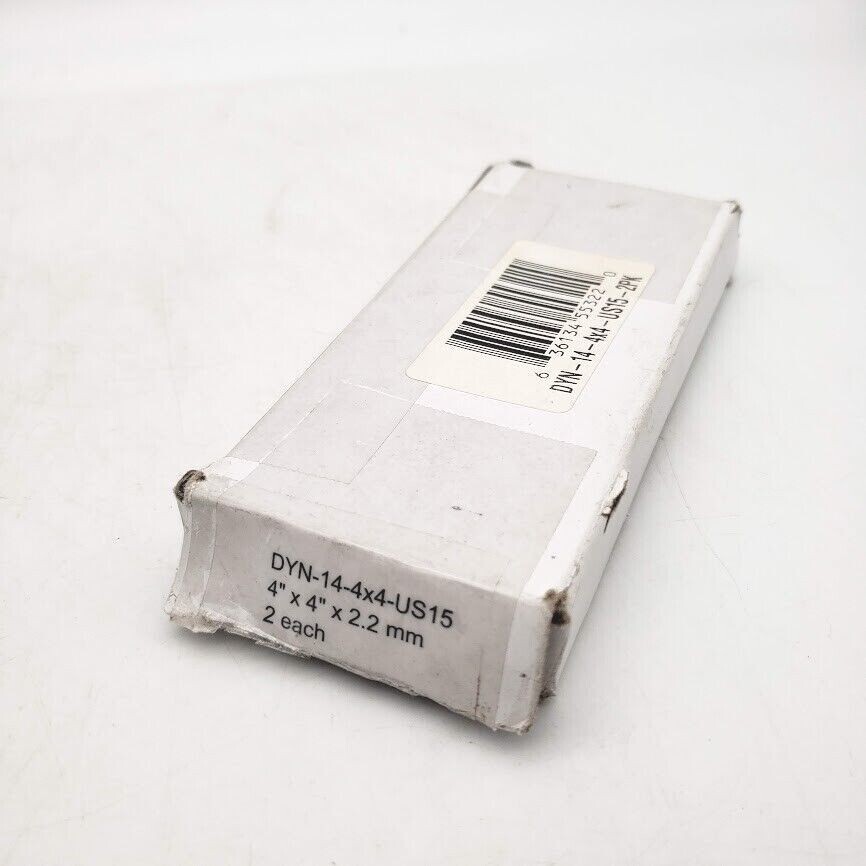 6 36134 55322 0
DYN-14-4x4-US15-2PK
DYN-14-4x4-US15
4" x 4" x 2.2 mm
2 each